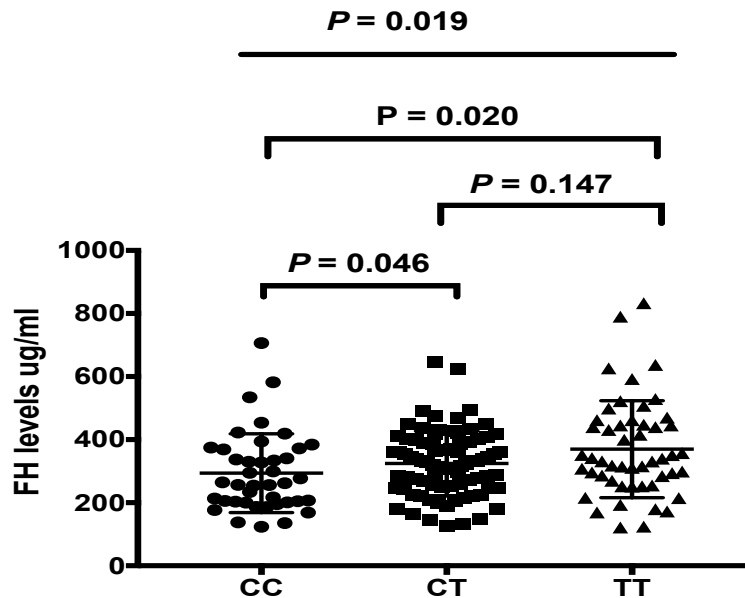 P = 0.019
P = 0.020
P = 0.147
P = 0.046
FH levels ug/ml
1000
800
600
400
200
0
CC CT TT